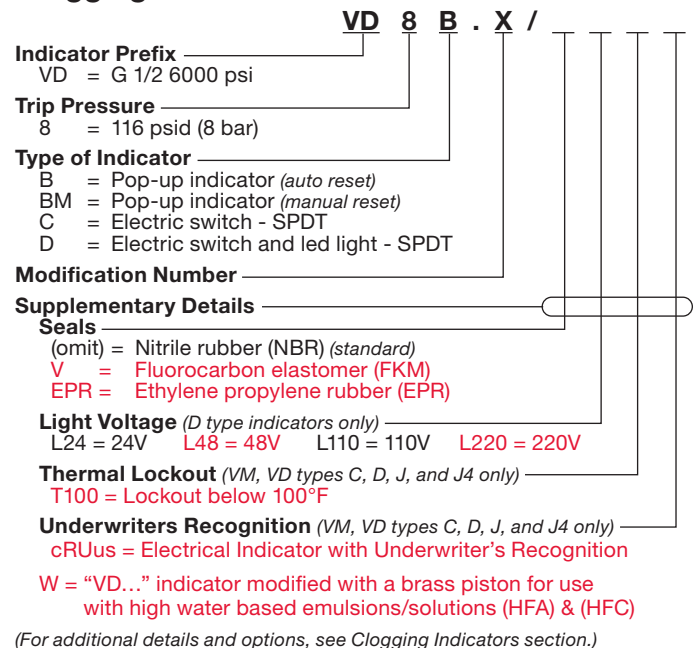 VD 8 B . X /
Indicator Prefix
VD = G 1/2 6000 psi
Trip Pressure
8 = 116 psid (8 bar)
Type of Indicator
B = Pop-up indicator (auto reset)
BM = Pop-up indicator (manual reset)
C = Electric switch - SPDT
D = Electric switch and led light - SPDT
Modification Number
Supplementary Details
Seals
(omit) = Nitrile rubber (NBR) (standard)
V = Fluorocarbon elastomer (FKM)
EPR = Ethylene propylene rubber (EPR)
Light Voltage (D type indicators only)
L24 = 24V L48 = 48V L110 = 110V L220 = 220V
Thermal Lockout (VM, VD types C, D, J, and J4 only)
T100 = Lockout below 100°F
Underwriters Recognition (VM, VD types C, D, J, and J4 only)
cRUus = Electrical Indicator with Underwriter’s Recognition
W = “VD…” indicator modified with a brass piston for use
with high water based emulsions/solutions (HFA) & (HFC)
(For additional details and options, see Clogging Indicators section.)